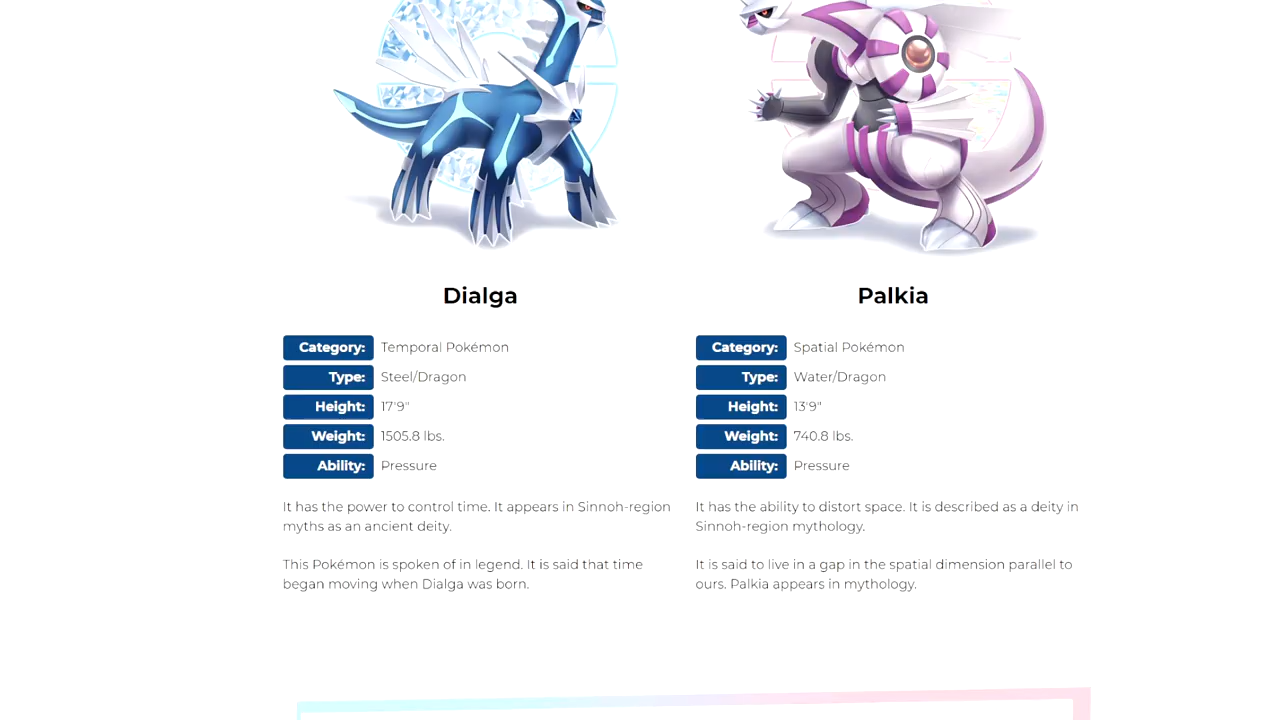 Dialga
Category: Temporal Pokémon
Type: Steel/Dragon
Height: 17'9"
Weight: 1505.8 lbs.
Ability: Pressure
It has the power to control time. It appears in Sinnoh-region
myths as an ancient deity.
This Pokémon is spoken of in legend. It is said that time
began moving when Dialga was born.
Palkia
Category: Spatial Pokémon
Type: Water/Dragon
Height: 13'9"
Weight: 740.8 lbs.
Ability: Pressure
It has the ability to distort space. It is described as a deity in
Sinnoh-region mythology.
It is said to live in a gap in the spatial dimension parallel to
ours. Palkia appears in mythology.